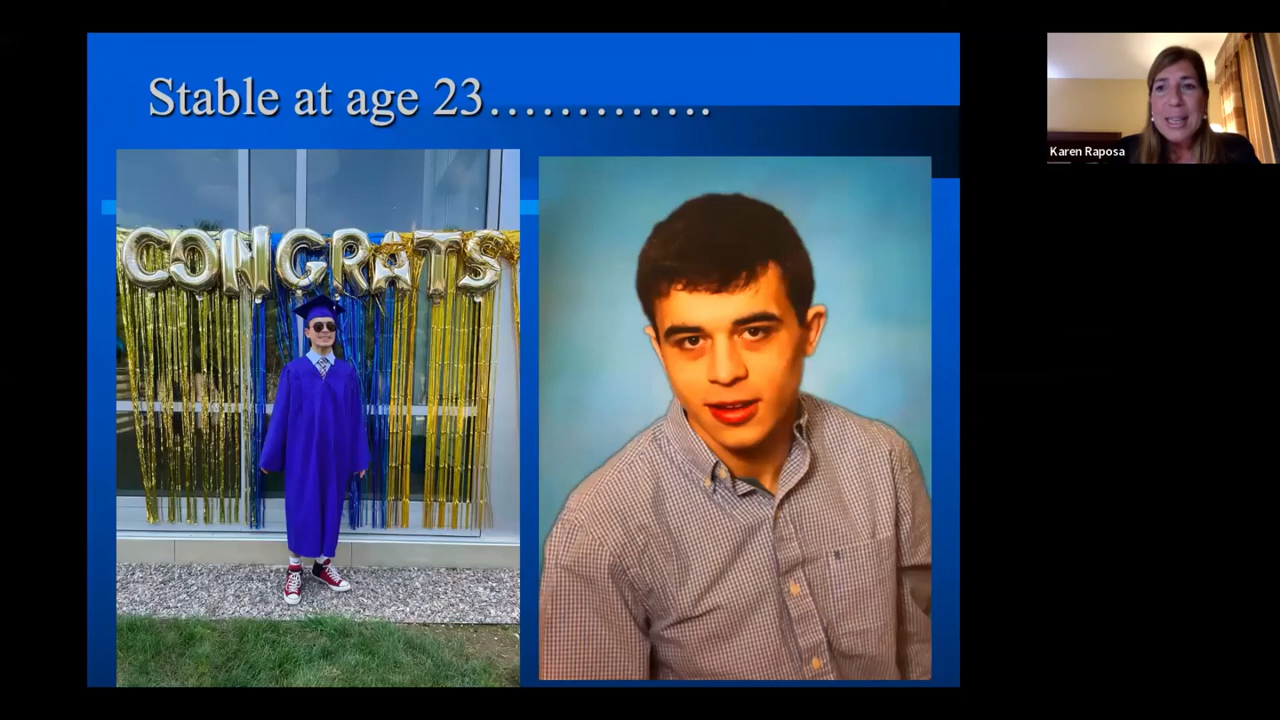 Stable at age 23.............
CONGRATS
Karen Raposa